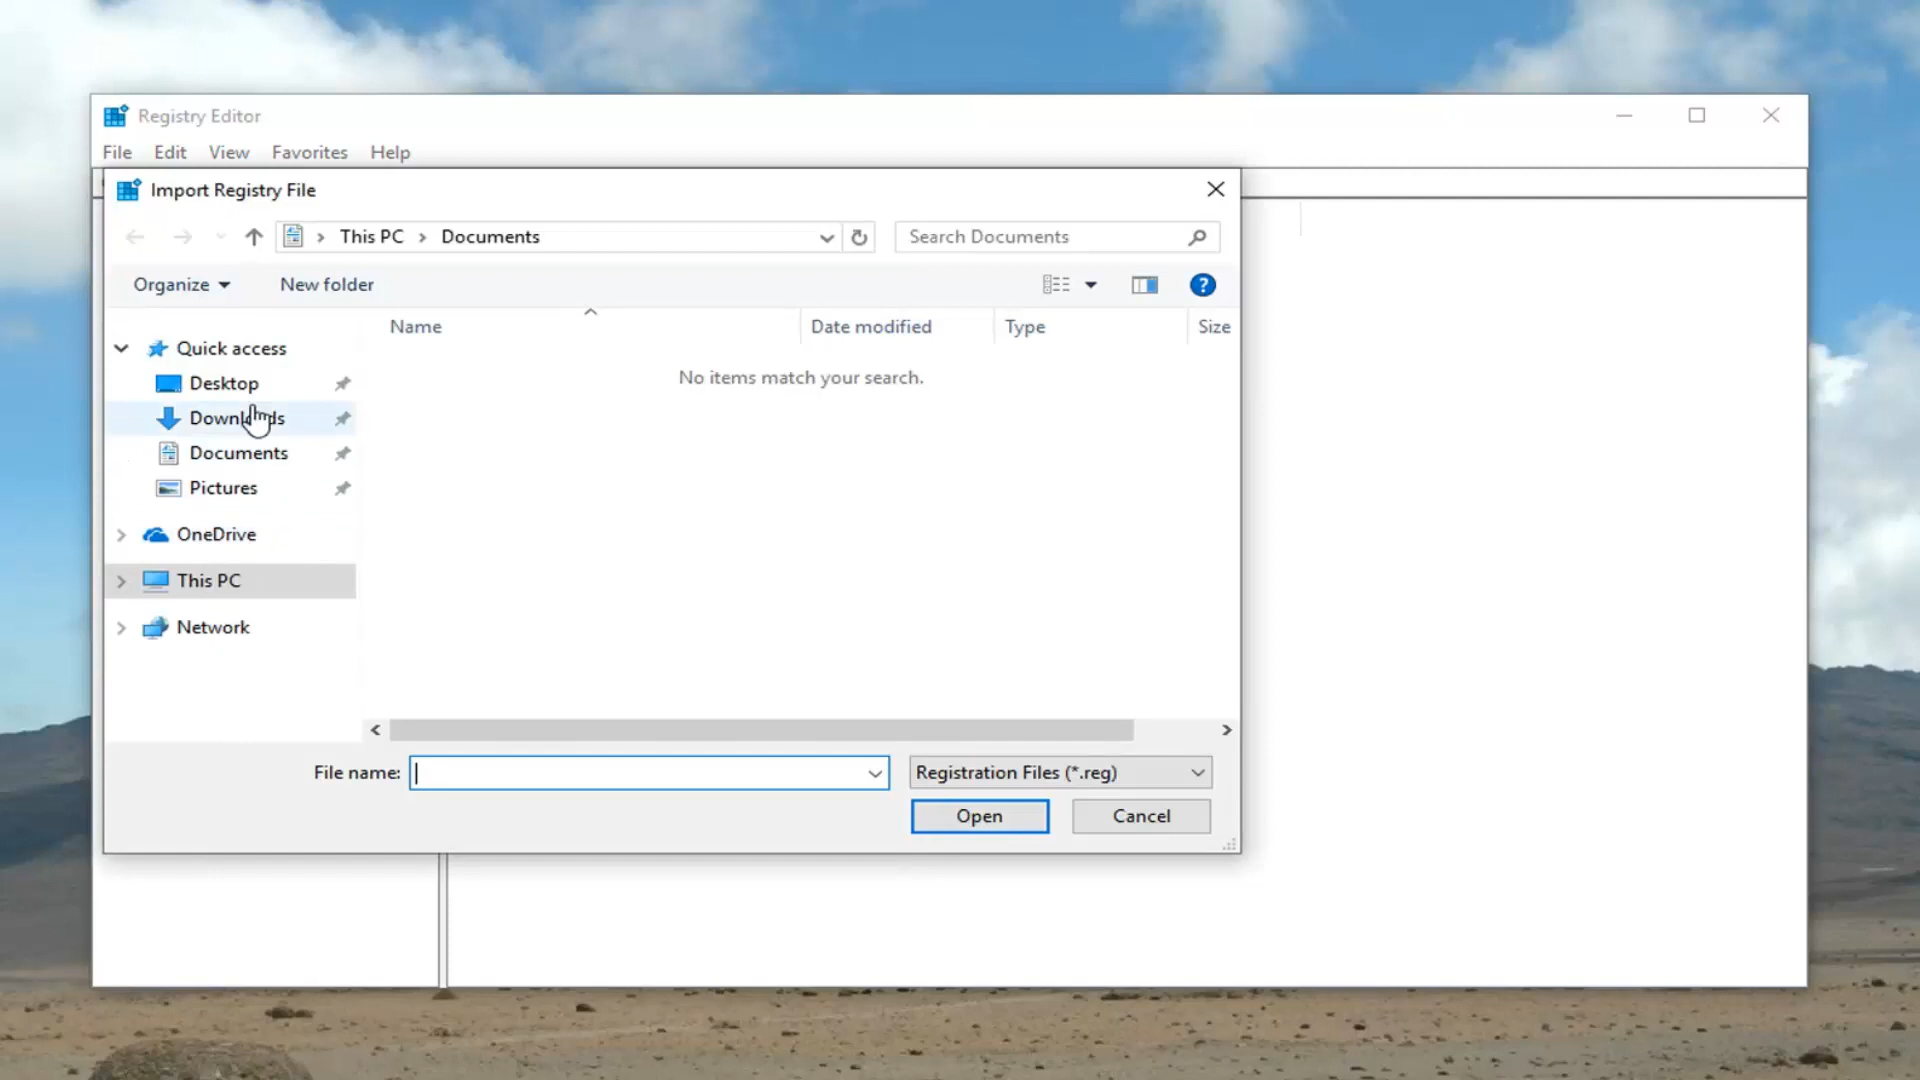 Registry Editor
File Edit View Favorites Help
Import Registry File
This PC > Documents
Search Documents
Organize New folder
?
Name Date modified Type Size
Quick access
No items match your search.
Desktop
Downloads
Documents
Pictures
OneDrive
This PC
Network
File name: Registration Files (*.reg)
Open Cancel